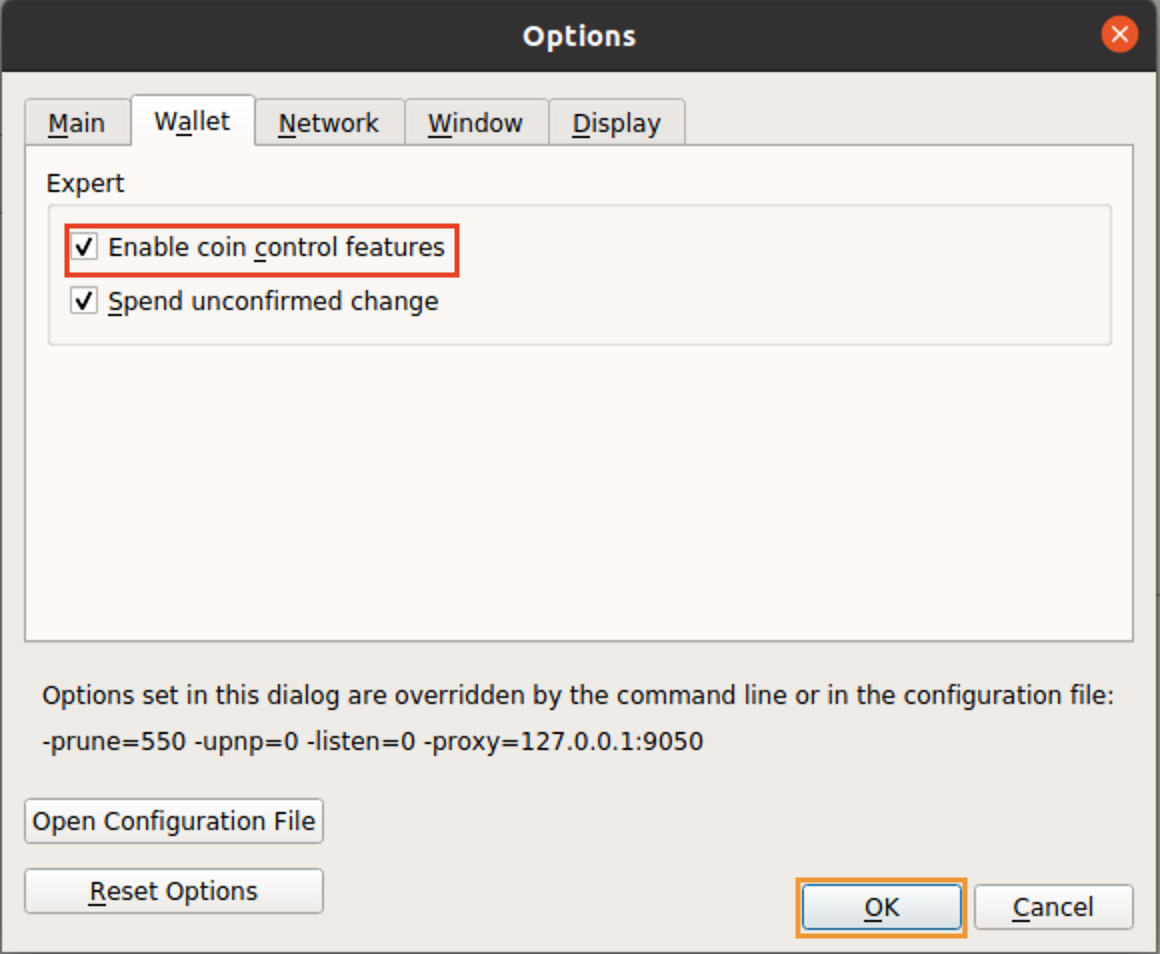 Options
Main Wallet Network Window Display
Expert
Enable coin control features
Spend unconfirmed change
Options set in this dialog are overridden by the command line or in the configuration file:
-prune=550 -upnp=0 -listen=0 -proxy=127.0.0.1:9050
Open Configuration File
Reset Options
OK Cancel